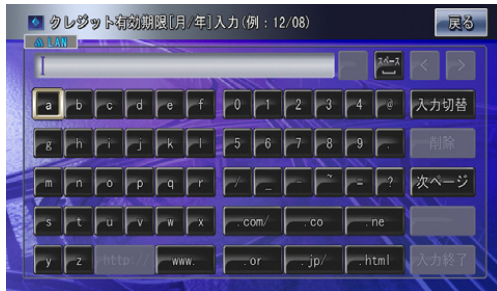 クレジット有効期限[月/年]入力(例:12/08) 戻る
LAN
スペース < >
a b c d e f 0 1 2 3 4 @ 入力切替
g h i j k l 5 6 7 8 9 . 削除
m n o p q r / _ - ~ = ? 次ページ
s t u v w x .com/ .co .ne
y z http:// www. .or .jp/ .html 入力終了